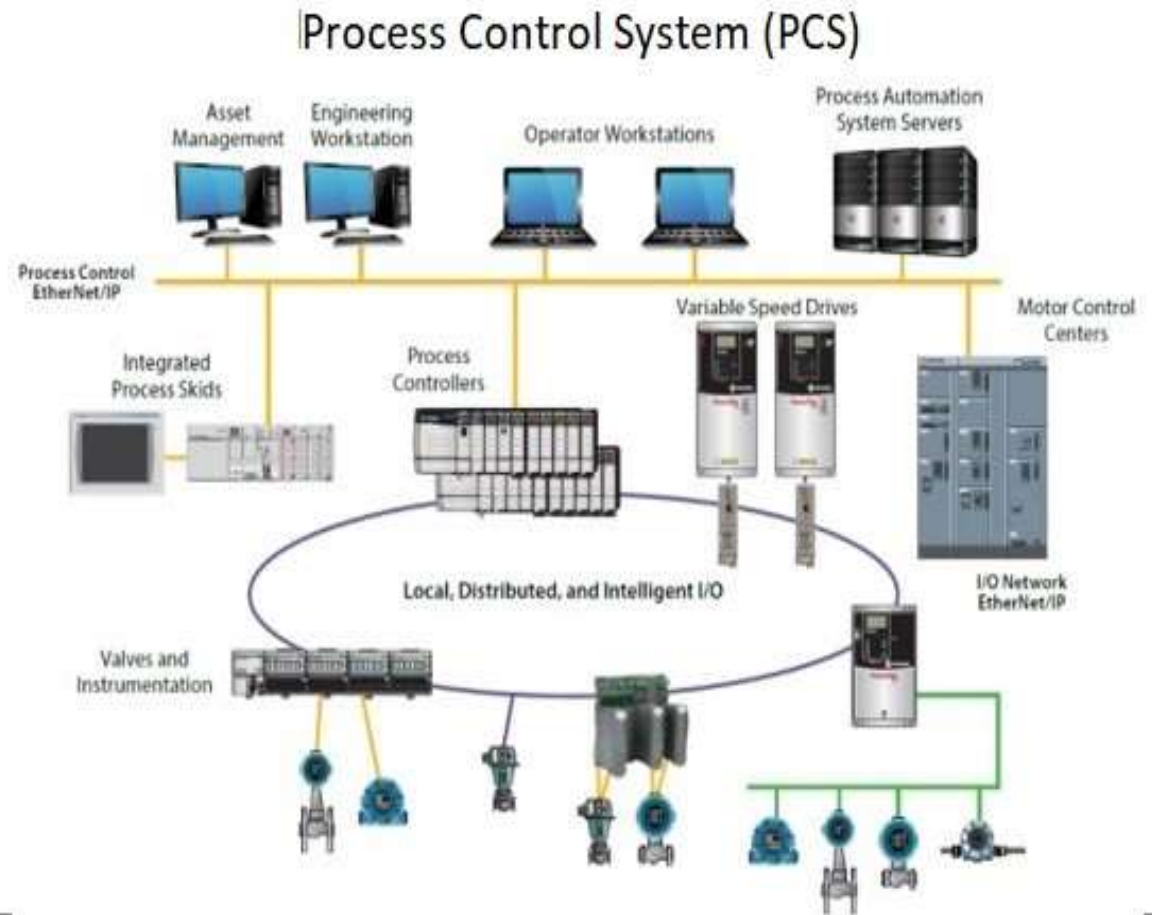 Process Control System (PCS)
Asset
Management
Engineering
Workstation
Operator Workstations
Process Automation
System Servers
Process Control
EtherNet/IP
Variable Speed Drives
Motor Control
Centers
Integrated
Process Skids
Process
Controllers
Local, Distributed, and Intelligent I/O
I/O Network
EtherNet/IP
Valves and
Instrumentation